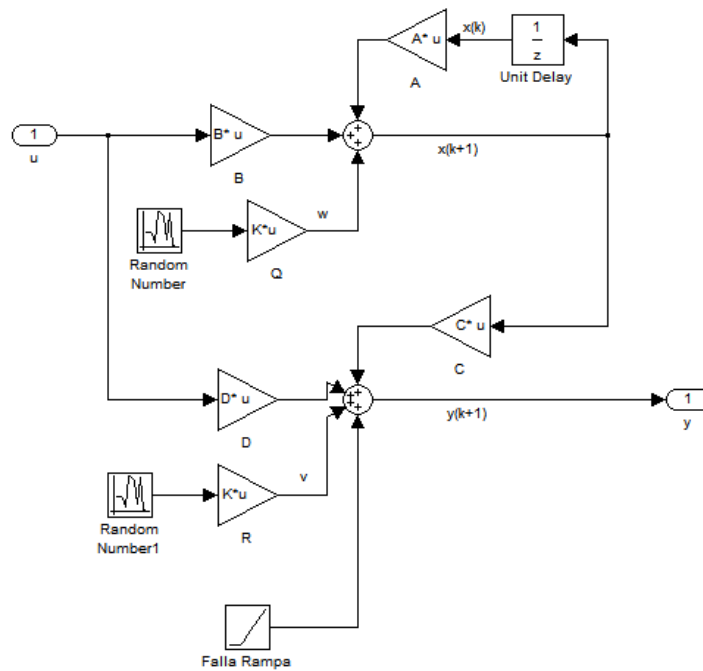 A* u
x(k)
1
z
Unit Delay
A
1
u
B* u
B
+
+
+
x(k+1)
Random
Number
K*u
Q
w
C* u
C
D* u
D
+
+
+
+
y(k+1)
1
y
Random
Number1
K*u
R
v
Falla Rampa